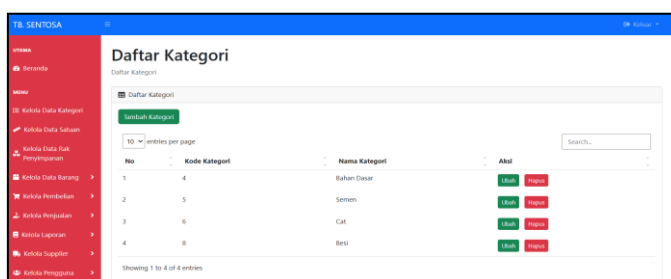 TB. SENTOSA
Keluar
UTAMA
Beranda
MENU
Kelola Data Kategori
Kelola Data Satuan
Kelola Data Rak
Penyimpanan
Kelola Data Barang
Kelola Pembelian
Kelola Penjualan
Kelola Laporan
Kelola Supplier
Kelola Pengguna
Daftar Kategori
Daftar Kategori
Daftar Kategori
Tambah Kategori
10 entries per page
Search...
No Kode Kategori Nama Kategori Aksi
1 4 Bahan Dasar Ubah Hapus
2 5 Semen Ubah Hapus
3 6 Cat Ubah Hapus
4 8 Besi Ubah Hapus
Showing 1 to 4 of 4 entries